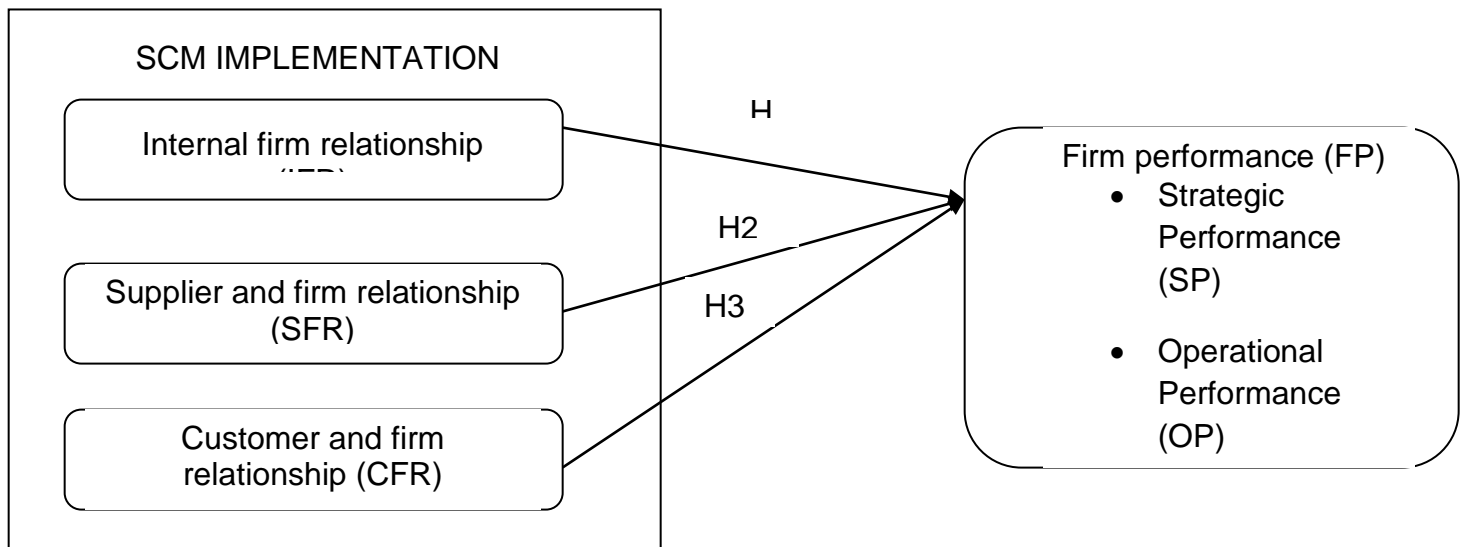 SCM IMPLEMENTATION
Internal firm relationship
H
Supplier and firm relationship
(SFR)
H2
Customer and firm
relationship (CFR)
H3
Firm performance (FP)
• Strategic
Performance
(SP)
• Operational
Performance
(OP)